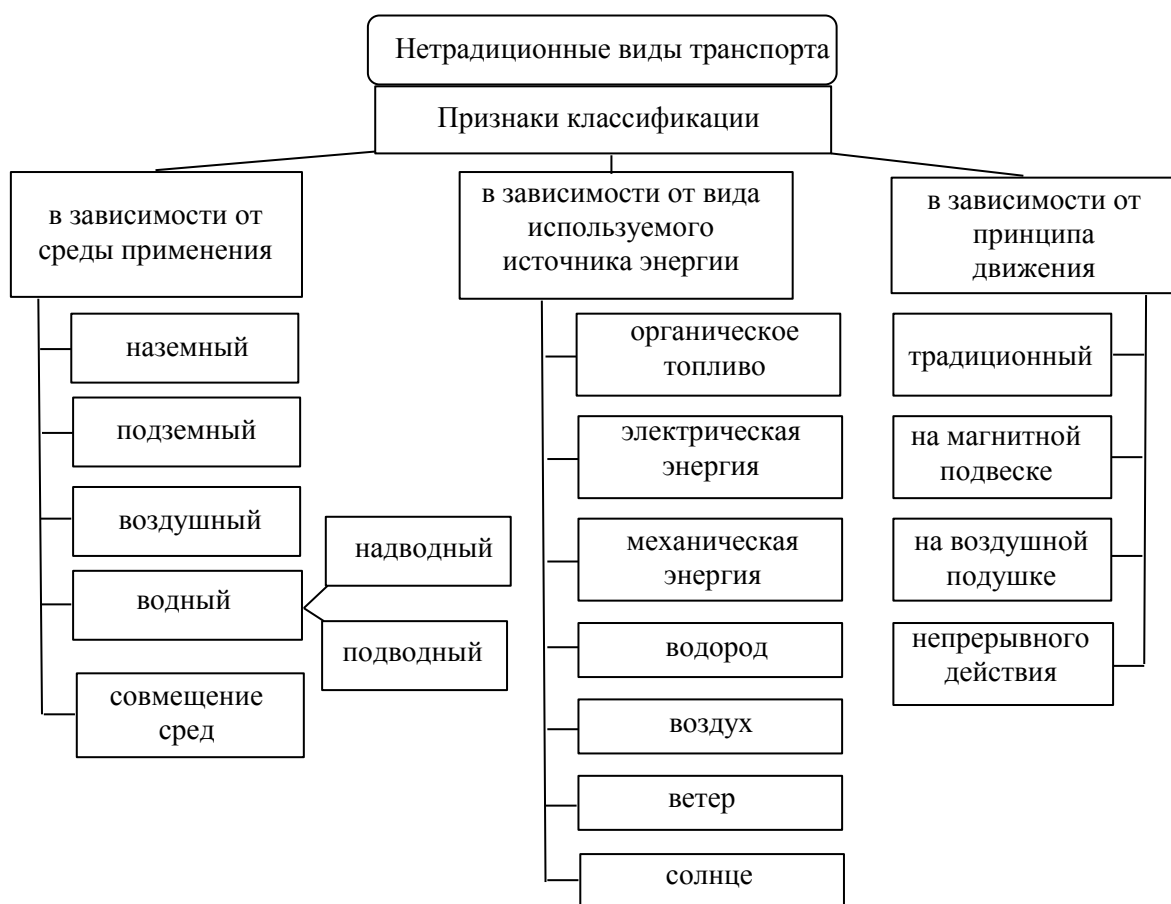 Нетрадиционные виды транспорта
Признаки классификации
в зависимости от
среды применения
наземный
подземный
воздушный
водный
надводный
подводный
совмещение
сред
в зависимости от вида
используемого
источника энергии
органическое
топливо
электрическая
энергия
механическая
энергия
водород
воздух
ветер
солнце
в зависимости от
принципа
движения
традиционный
на магнитной
подвеске
на воздушной
подушке
непрерывного
действия